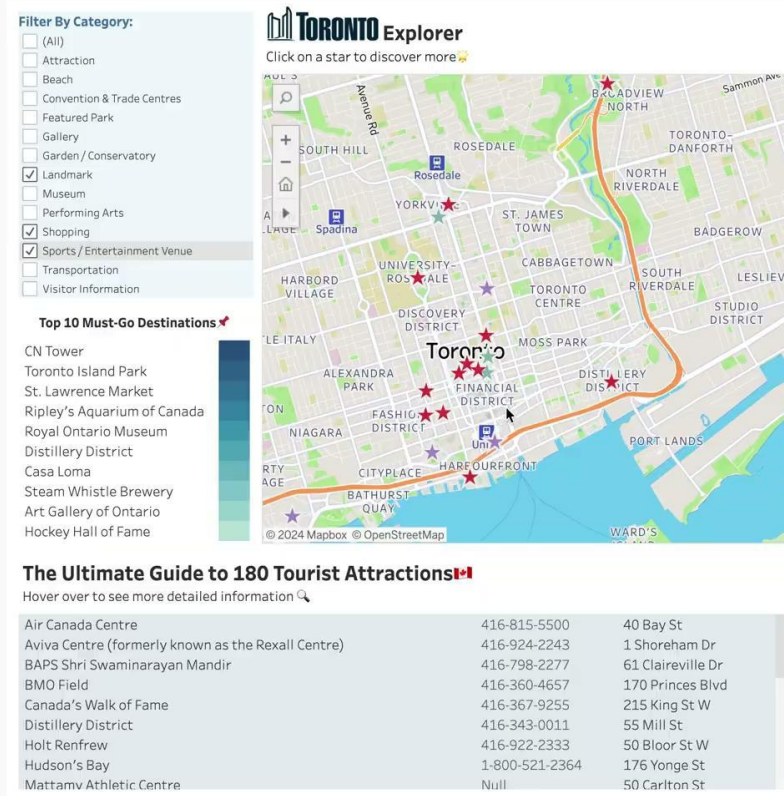 Filter By Category:
(All)
Attraction
Beach
Convention & Trade Centres
Featured Park
Gallery
Garden / Conservatory
Landmark
Museum
Performing Arts
Shopping
Sports / Entertainment Venue
Transportation
Visitor Information
Top 10 Must-Go Destinations
CN Tower
Toronto Island Park
St. Lawrence Market
Ripley's Aquarium of Canada
Royal Ontario Museum
Distillery District
Casa Loma
Steam Whistle Brewery
Art Gallery of Ontario
Hockey Hall of Fame
TORONTO Explorer
Click on a star to discover more
Avenue Rd
BROADVIEW
NORTH
Sammon Ave
SOUTH HILL
ROSEDALE
TORONTO-
DANFORTH
Rosedale
NORTH
RIVERDALE
YORKVILLE
ST. JAMES
TOWN
Spadina
BADGEROW
UNIVERSITY-
ROSEDALE
CABBAGETOWN
HARBORD
VILLAGE
TORONTO
CENTRE
SOUTH
RIVERDALE
LESLIEV
STUDIO
DISTRICT
DISCOVERY
DISTRICT
LE ITALY
Toronto
MOSS PARK
ALEXANDRA
PARK
DISTILLERY
DISTRICT
FINANCIAL
DISTRICT
TON
FASHION
DISTRICT
NIAGARA
Uni
PORT LANDS
RTY
AGE
CITYPLACE
HARBOURFRONT
BATHURST
QUAY
WARD'S
© 2024 Mapbox © OpenStreetMap
The Ultimate Guide to 180 Tourist Attractions
Hover over to see more detailed information
Air Canada Centre 416-815-5500 40 Bay St
Aviva Centre (formerly known as the Rexall Centre) 416-924-2243 1 Shoreham Dr
BAPS Shri Swaminarayan Mandir 416-798-2277 61 Claireville Dr
BMO Field 416-360-4657 170 Princes Blvd
Canada's Walk of Fame 416-367-9255 215 King St W
Distillery District 416-343-0011 55 Mill St
Holt Renfrew 416-922-2333 50 Bloor St W
Hudson's Bay 1-800-521-2364 176 Yonge St
Mattamy Athletic Centre Null 50 Carlton St